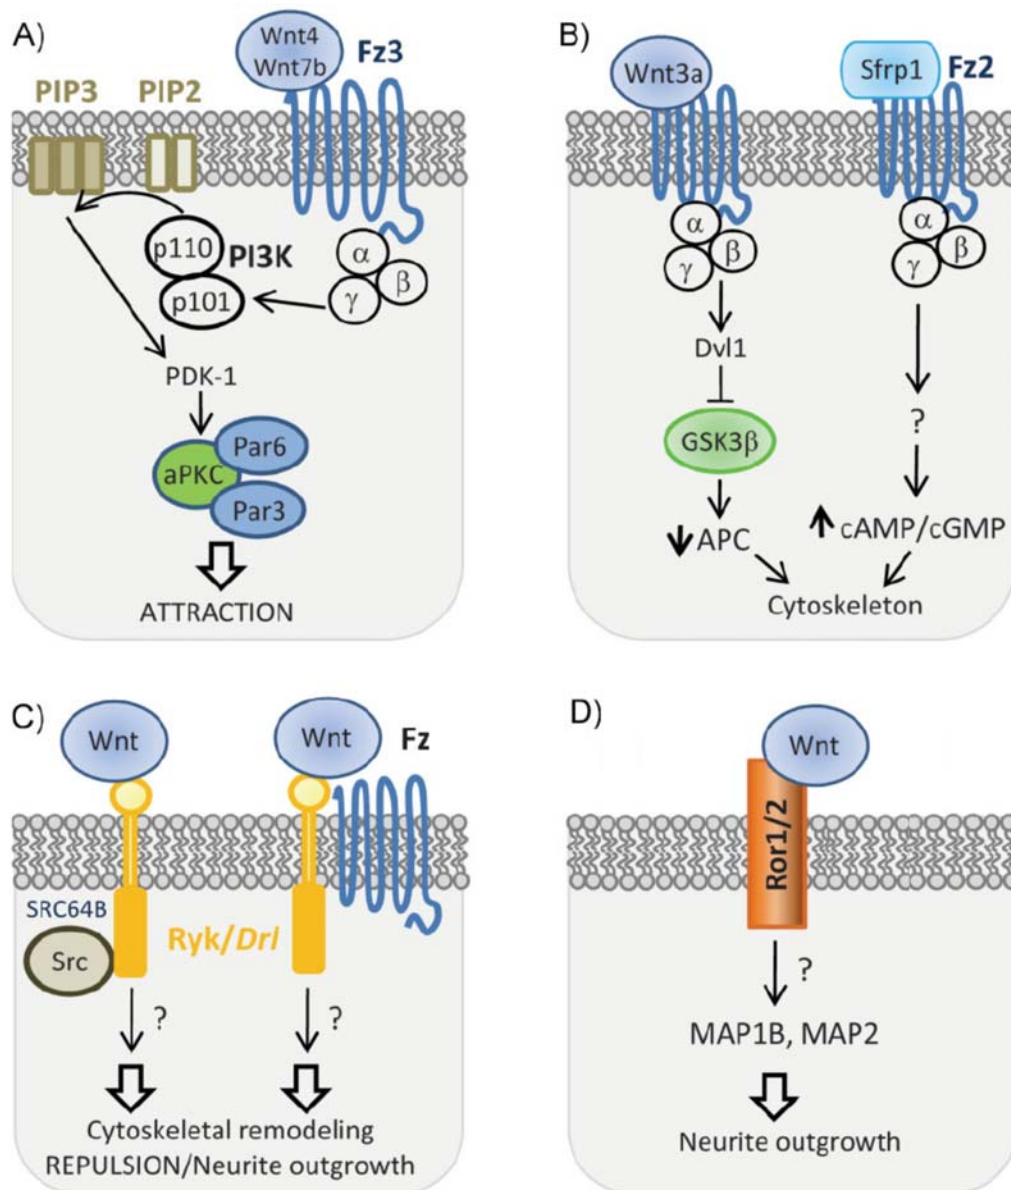 A)
Wnt4
Wnt7b
Fz3
PIP3 PIP2
p110
PI3K
p101
α
β
γ
PDK-1
aPKC
Par6
Par3
ATTRACTION
B)
Wnt3a
Sfrp1
Fz2
α
β
γ
α
β
γ
Dvl1
GSK3β
?
APC
cAMP/cGMP
Cytoskeleton
C)
Wnt
Wnt
Fz
SRC64B
Src
Ryk/Drl
?
?
Cytoskeletal remodeling
REPULSION/Neurite outgrowth
D)
Wnt
Ror1/2
?
MAP1B, MAP2
Neurite outgrowth